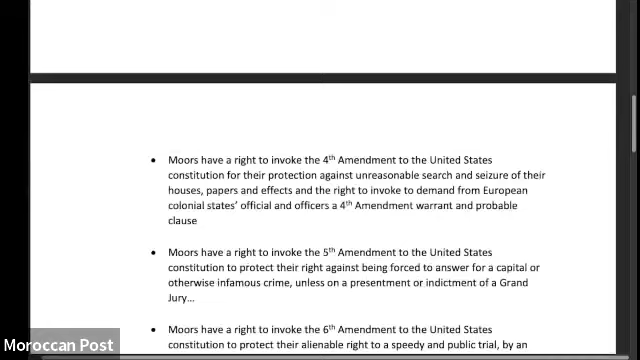 • Moors have a right to invoke the 4th Amendment to the United States
constitution for their protection against unreasonable search and seizure of their
houses, papers and effects and the right to invoke to demand from European
colonial states' official and officers a 4th Amendment warrant and probable
clause
• Moors have a right to invoke the 5th Amendment to the United States
constitution to protect their right against being forced to answer for a capital or
otherwise infamous crime, unless on a presentment or indictment of a Grand
Jury...
• Moors have a right to invoke the 6th Amendment to the United States
constitution to protect their alienable right to a speedy and public trial, by an
Moroccan Post